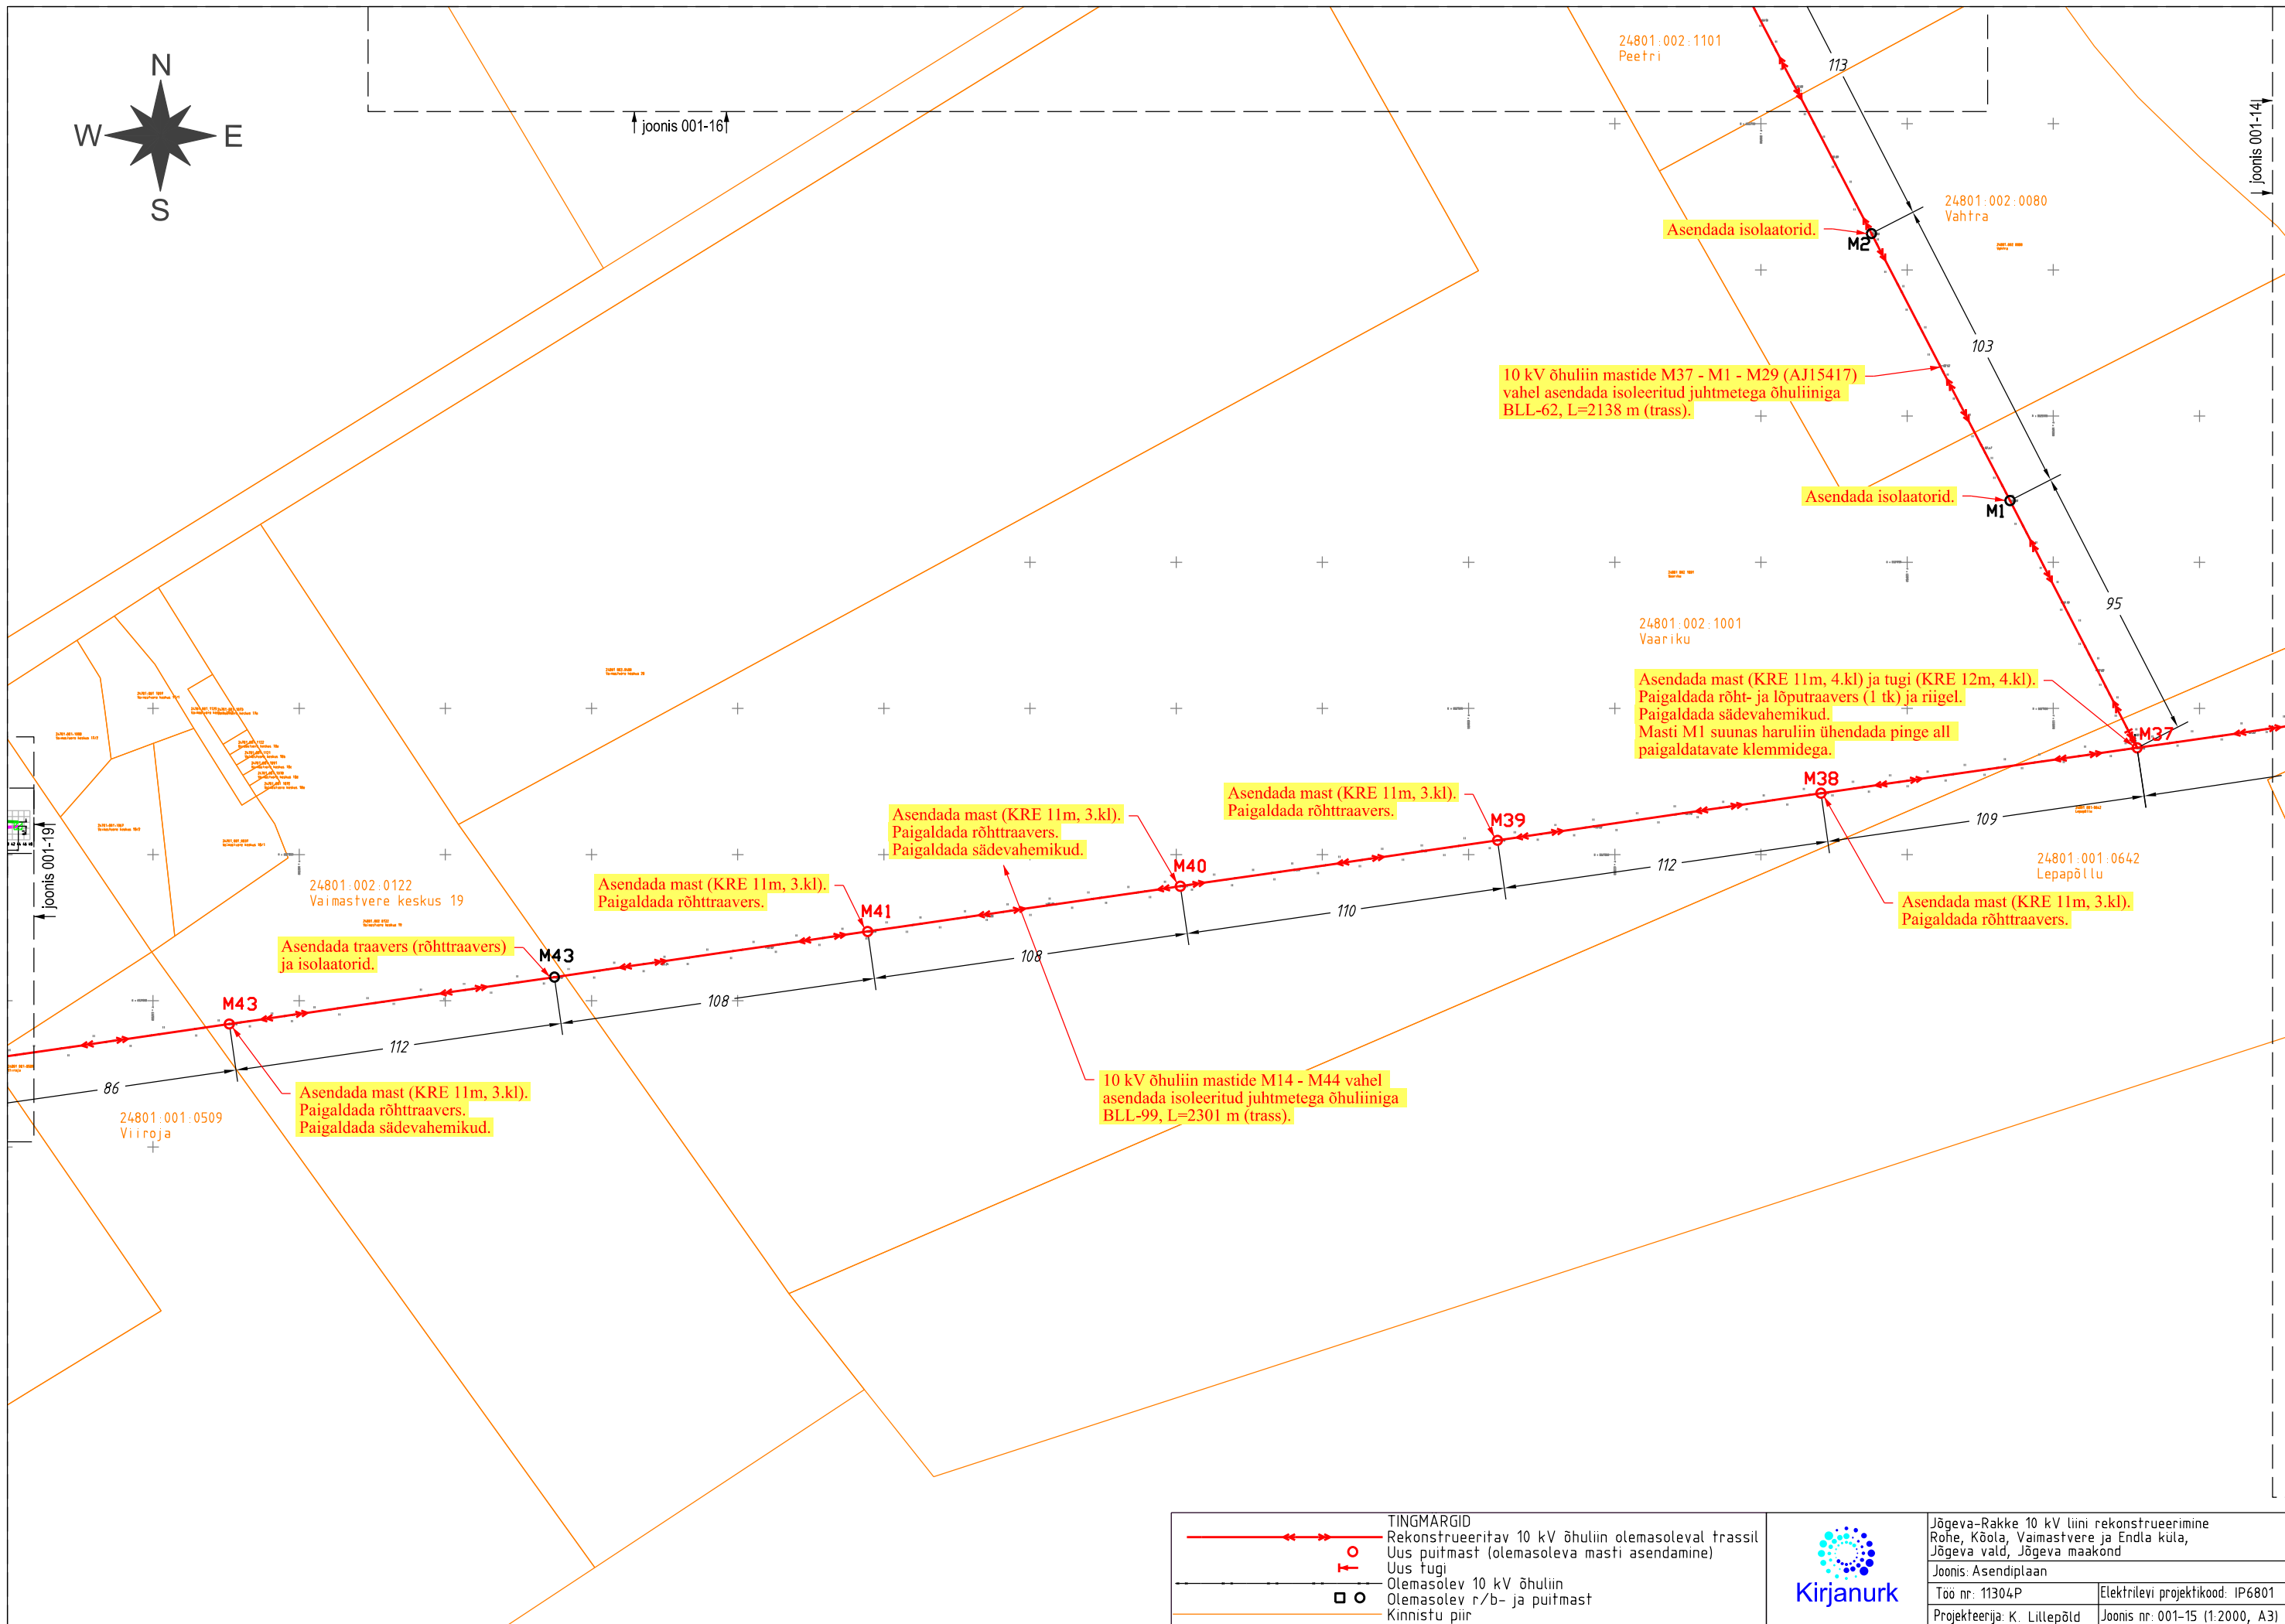 N
W
E
S
joonis 001-16
24801:002:1101
Peetri
113
joonis 001-14
24801:002:0080
Vahtra
Asendada isolaatorid.
M2
103
10 kV õhuliin mastide M37 - M1 - M29 (AJ15417)
vahel asendada isoleeritud juhtmetega õhuliiniga
BLL-62, L=2138 m (trass).
Asendada isolaatorid.
M1
95
24801:002:1001
Vaariku
Asendada mast (KRE 11m, 4.kl) ja tugi (KRE 12m, 4.kl).
Paigaldada rõht- ja lõputraavers (1 tk) ja riigel.
Paigaldada sädevahemikud.
Masti M1 suunas haruliin ühendada pinge all
paigaldatavate klemmidega.
M37
M38
109
Asendada mast (KRE 11m, 3.kl).
Paigaldada rõhttraavers.
M39
112
24801:001:0642
Lepapõllu
Asendada mast (KRE 11m, 3.kl).
Paigaldada rõhttraavers.
Asendada mast (KRE 11m, 3.kl).
Paigaldada rõhttraavers.
Paigaldada sädevahemikud.
M40
110
Asendada mast (KRE 11m, 3.kl).
Paigaldada rõhttraavers.
M41
108
joonis 001-19
24801:002:0122
Vaimastvere keskus 19
Asendada traavers (rõhttraavers)
ja isolaatorid.
M43
108
M43
112
86
Asendada mast (KRE 11m, 3.kl).
Paigaldada rõhttraavers.
Paigaldada sädevahemikud.
24801:001:0509
Viiroja
10 kV õhuliin mastide M14 - M44 vahel
asendada isoleeritud juhtmetega õhuliiniga
BLL-99, L=2301 m (trass).
TINGMÄRGID
Rekonstrueeritav 10 kV õhuliin olemasoleval trassil
Uus puitmast (olemasoleva masti asendamine)
Uus tugi
Olemasolev 10 kV õhuliin
Olemasolev r/b- ja puitmast
Kinnistu piir
Kirjanurk
Jõgeva-Rakke 10 kV liini rekonstrueerimine
Rohe, Kõola, Vaimastvere ja Endla küla,
Jõgeva vald, Jõgeva maakond
Joonis: Asendiplaan
Töö nr: 11304P
Elektrilevi projektikood: IP6801
Projekteerija: K. Lillepõld
Joonis nr: 001-15 (1:2000, A3)